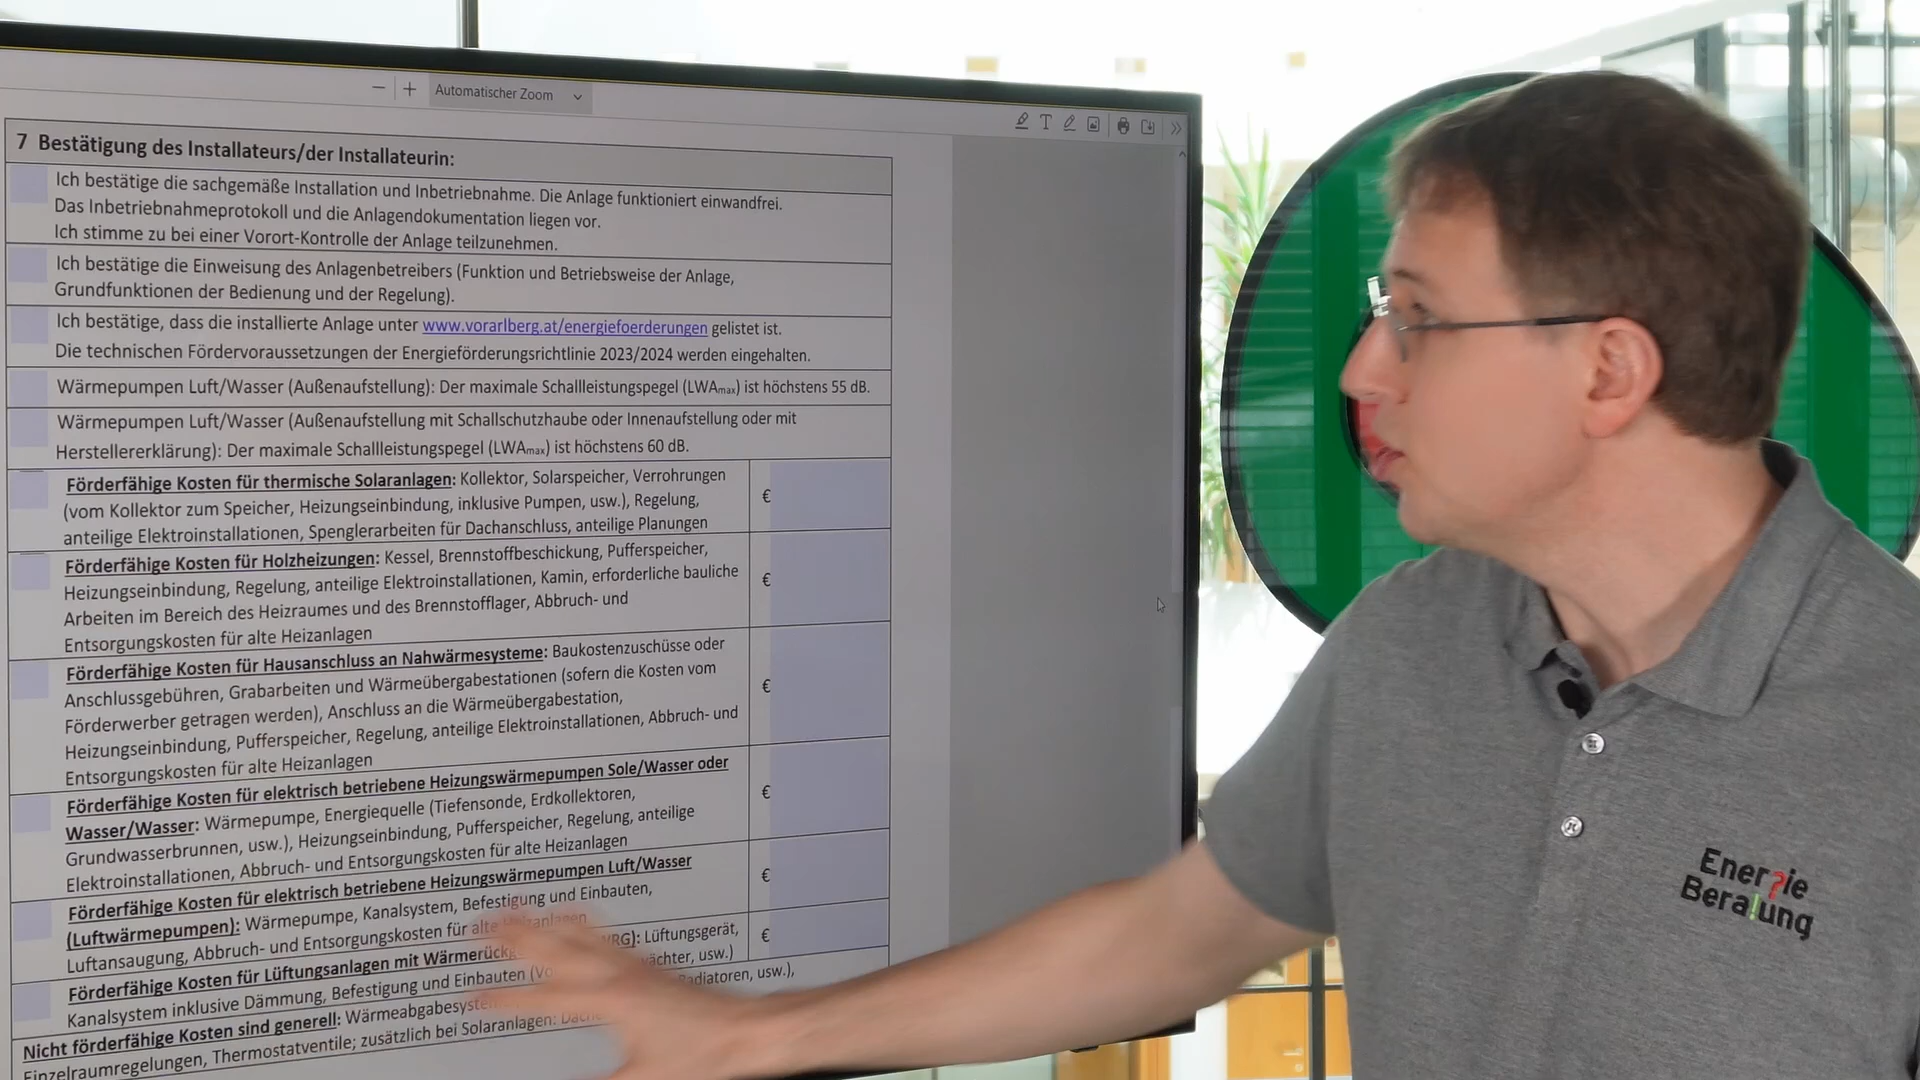 Automatischer Zoom
7 Bestätigung des Installateurs/der Installateurin:
Ich bestätige die sachgemäße Installation und Inbetriebnahme. Die Anlage funktioniert einwandfrei.
Das Inbetriebnahmeprotokoll und die Anlagendokumentation liegen vor.
Ich stimme zu bei einer Vorort-Kontrolle der Anlage teilzunehmen.
Ich bestätige die Einweisung des Anlagenbetreibers (Funktion und Betriebsweise der Anlage,
Grundfunktionen der Bedienung und der Regelung).
Ich bestätige, dass die installierte Anlage unter www.vorarlberg.at/energiefoerderungen gelistet ist.
Die technischen Fördervoraussetzungen der Energieförderungsrichtlinie 2023/2024 werden eingehalten.
Wärmepumpen Luft/Wasser (Außenaufstellung): Der maximale Schallleistungspegel (LWAmax) ist höchstens 55 dB.
Wärmepumpen Luft/Wasser (Außenaufstellung mit Schallschutzhaube oder Innenaufstellung oder mit
Herstellererklärung): Der maximale Schallleistungspegel (LWAmax) ist höchstens 60 dB.
Förderfähige Kosten für thermische Solaranlagen: Kollektor, Solarspeicher, Verrohrungen
(vom Kollektor zum Speicher, Heizungseinbindung, inklusive Pumpen, usw.), Regelung, €
anteilige Elektroinstallationen, Spenglerarbeiten für Dachanschluss, anteilige Planungen
Förderfähige Kosten für Holzheizungen: Kessel, Brennstoffbeschickung, Pufferspeicher,
Heizungseinbindung, Regelung, anteilige Elektroinstallationen, Kamin, erforderliche bauliche €
Arbeiten im Bereich des Heizraumes und des Brennstofflager, Abbruch- und
Entsorgungskosten für alte Heizanlagen
Förderfähige Kosten für Hausanschluss an Nahwärmesysteme: Baukostenzuschüsse oder
Anschlussgebühren, Grabarbeiten und Wärmeübergabestationen (sofern die Kosten vom €
Förderwerber getragen werden), Anschluss an die Wärmeübergabestation,
Heizungseinbindung, Pufferspeicher, Regelung, anteilige Elektroinstallationen, Abbruch- und
Entsorgungskosten für alte Heizanlagen
Förderfähige Kosten für elektrisch betriebene Heizungswärmepumpen Sole/Wasser oder
Wasser/Wasser: Wärmepumpe, Energiequelle (Tiefensonde, Erdkollektoren, €
Grundwasserbrunnen, usw.), Heizungseinbindung, Pufferspeicher, Regelung, anteilige
Elektroinstallationen, Abbruch- und Entsorgungskosten für alte Heizanlagen
Förderfähige Kosten für elektrisch betriebene Heizungswärmepumpen Luft/Wasser
(Luftwärmepumpen): Wärmepumpe, Kanalsystem, Befestigung und Einbauten, €
Luftansaugung, Abbruch- und Entsorgungskosten für alte Heizanlagen
Förderfähige Kosten für Lüftungsanlagen mit Wärmerückg VRG): Lüftungsgerät, €
Kanalsystem inklusive Dämmung, Befestigung und Einbauten (Vo ächter, usw.)
Nicht förderfähige Kosten sind generell: Wärmeabgabesyste Radiatoren, usw.),
Einzelraumregelungen, Thermostatventile; zusätzlich bei Solaranlagen:
Ener?ie
Bera!ung